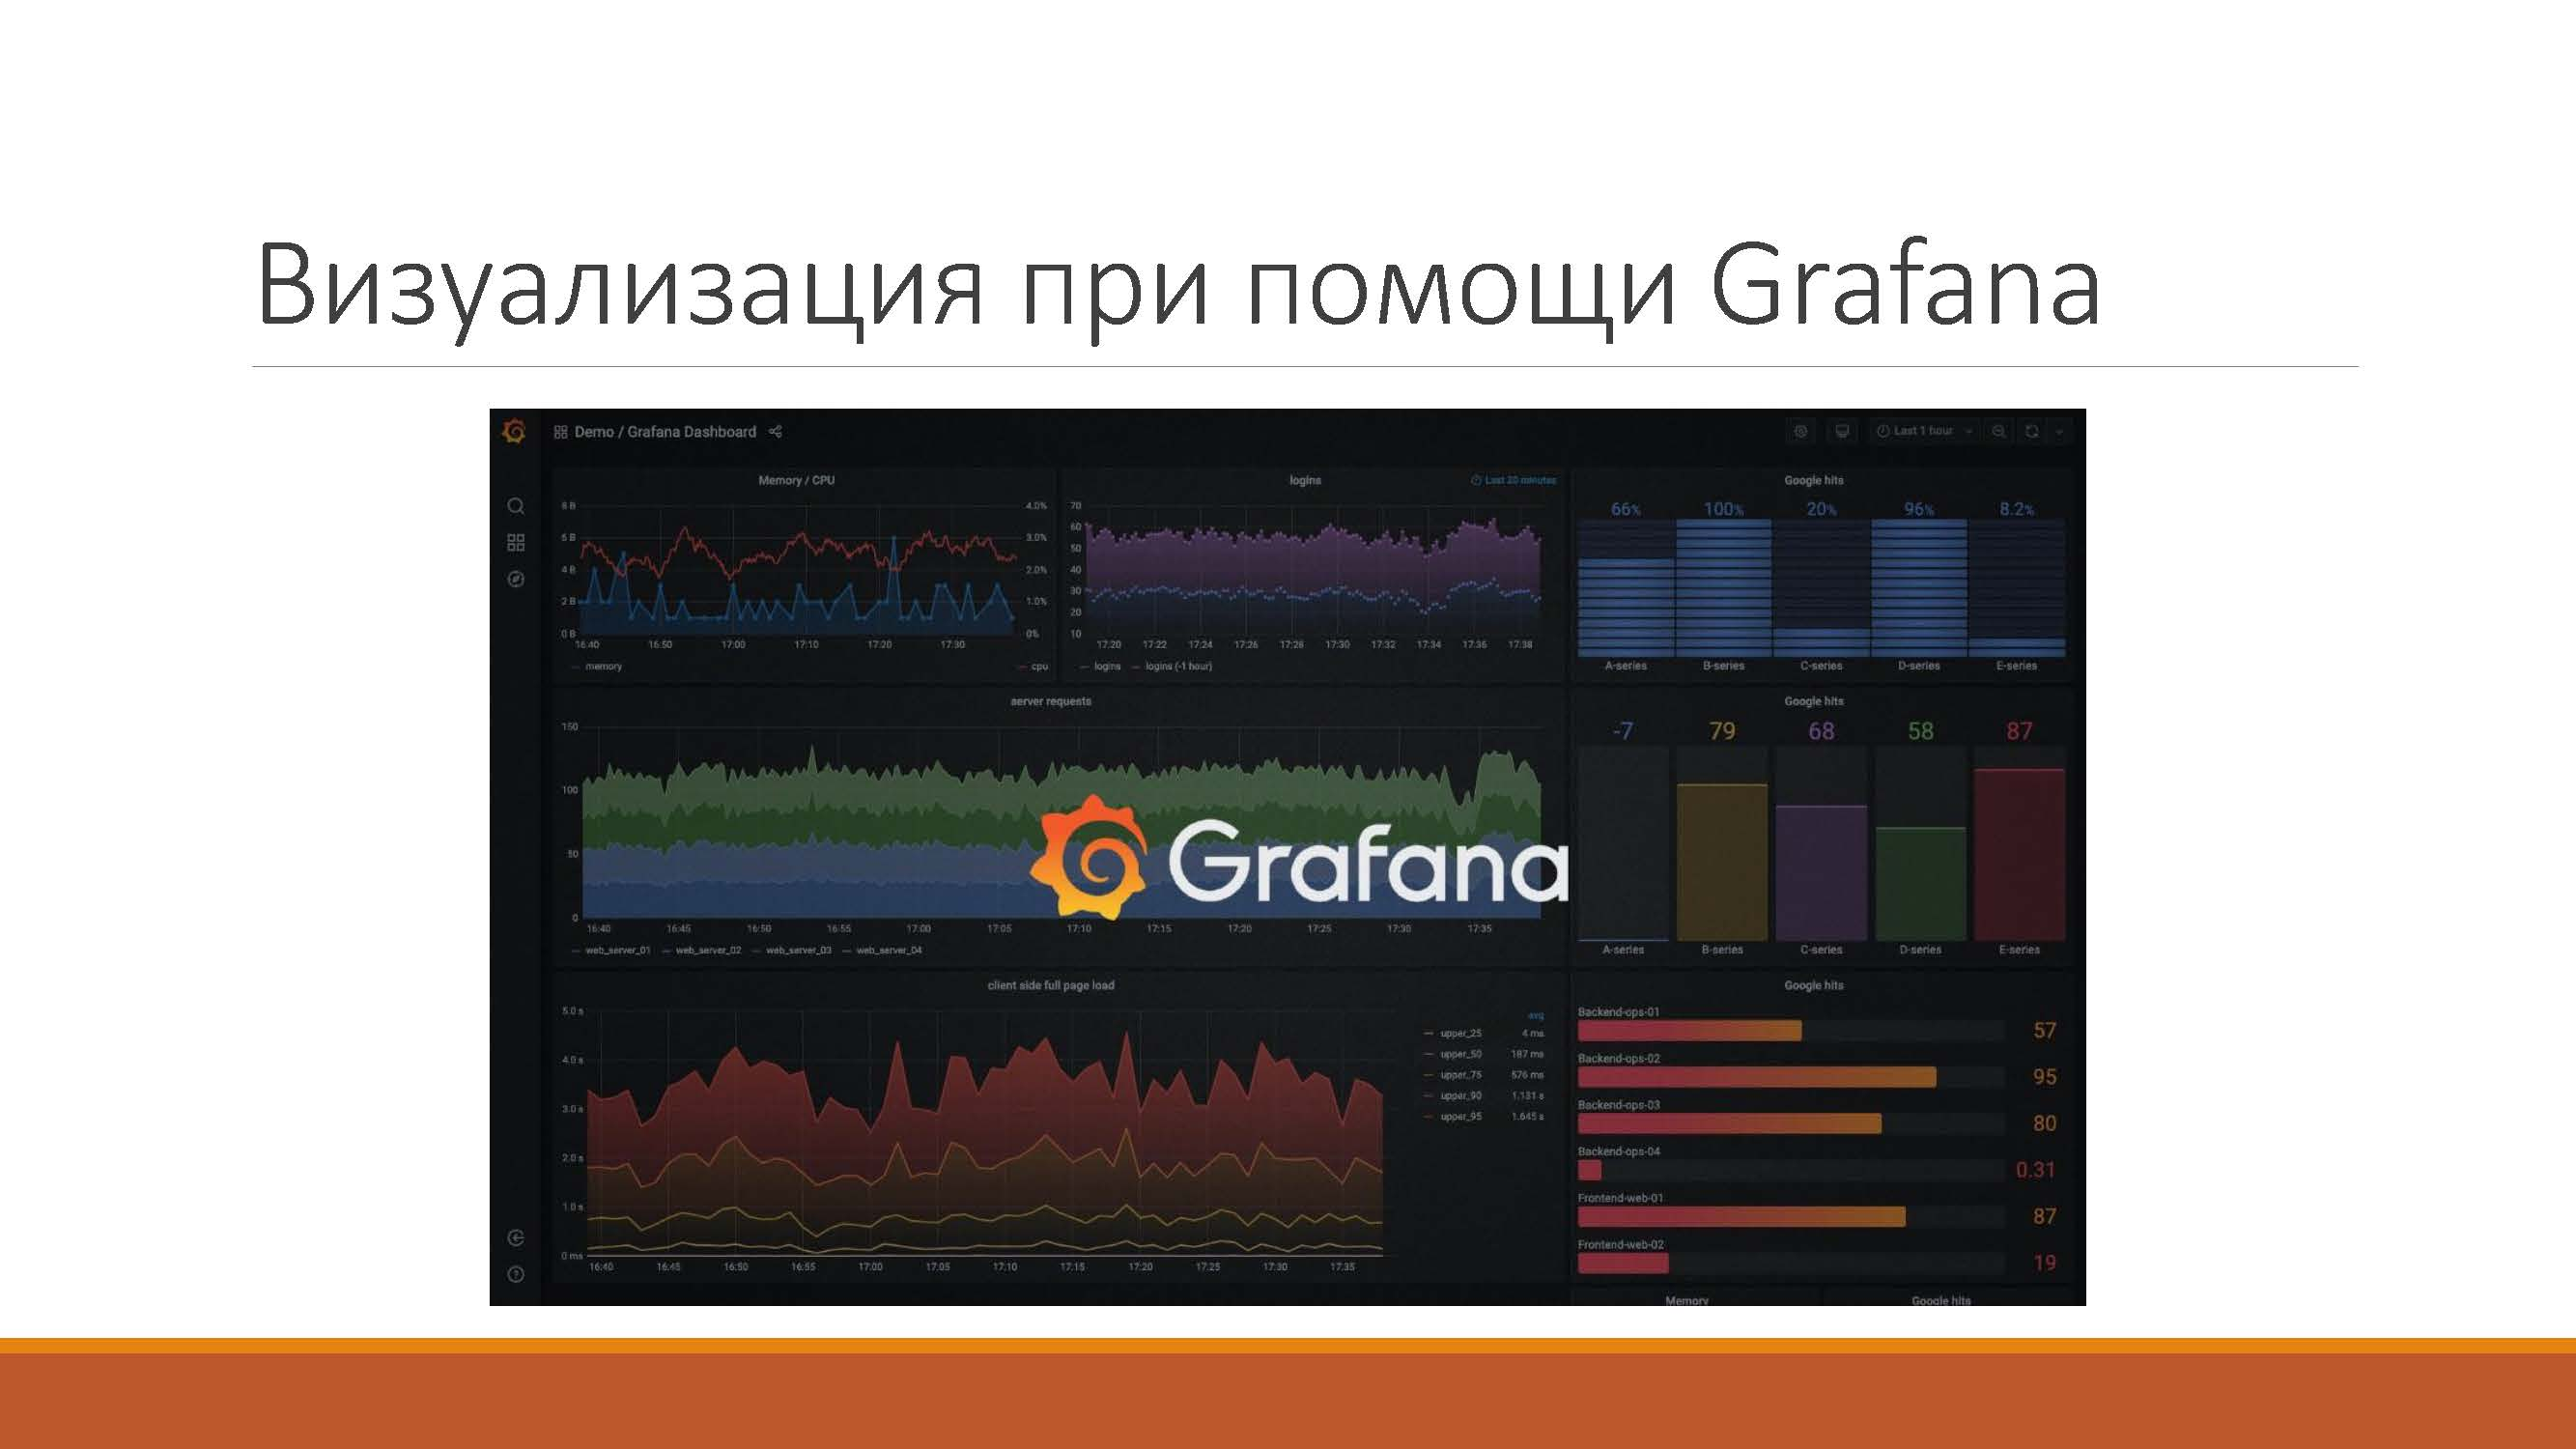 Визуализация при помощи Grafana
Demo / Grafana Dashboard
Last 1 hour
Memory / CPU
8 B
5 B
4 B
2 B
0 B
4.0%
3.0%
2.0%
1.0%
0%
16:40 16:50 17:00 17:10 17:20 17:30
memory
cpu
logins
Last 20 minutes
70
60
50
40
30
20
10
17:20 17:22 17:24 17:26 17:28 17:30 17:32 17:34 17:36 17:38
logins logins (-1 hour)
Google hits
66% 100% 20% 96% 8.2%
A-series B-series C-series D-series E-series
server requests
150
100
50
0
16:40 16:45 16:50 16:55 17:00 17:05 17:10 17:15 17:20 17:25 17:30 17:35
web_server_01 web_server_02 web_server_03 web_server_04
Grafana
Google hits
-7 79 68 58 87
A-series B-series C-series D-series E-series
client side full page load
5.0 s
4.0 s
3.0 s
2.0 s
1.0 s
0 ms
16:40 16:45 16:50 16:55 17:00 17:05 17:10 17:15 17:20 17:25 17:30 17:35
avg
upper_25 4 ms
upper_50 187 ms
upper_75 576 ms
upper_90 1.131 s
upper_95 1.645 s
Google hits
Backend-ops-01
57
Backend-ops-02
95
Backend-ops-03
80
Backend-ops-04
0.31
Frontend-web-01
87
Frontend-web-02
19
Memory Google hits